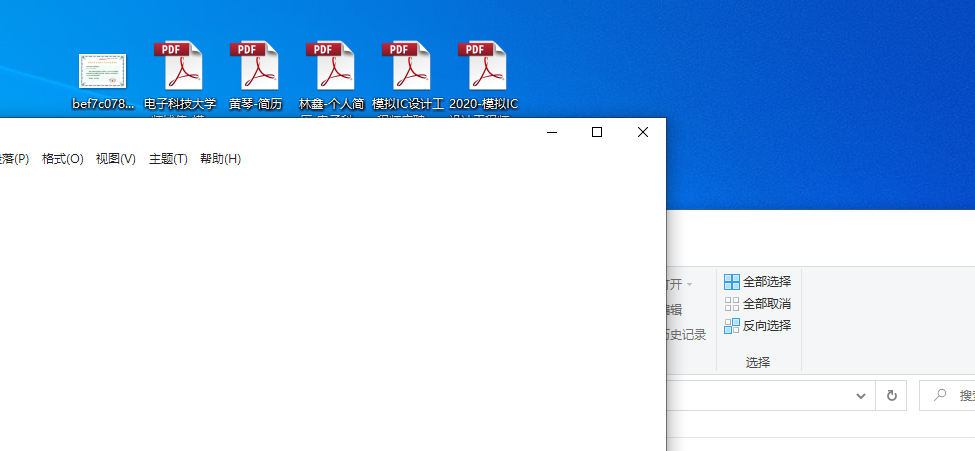 PDF PDF PDF PDF PDF
bef7c078... 电子科技大学 黄琴-简历 林鑫-个人简 模拟IC设计工 2020-模拟IC
落(P) 格式(O) 视图(V) 主题(T) 帮助(H)
打开
编辑
历史记录
全部选择
全部取消
反向选择
选择
搜索